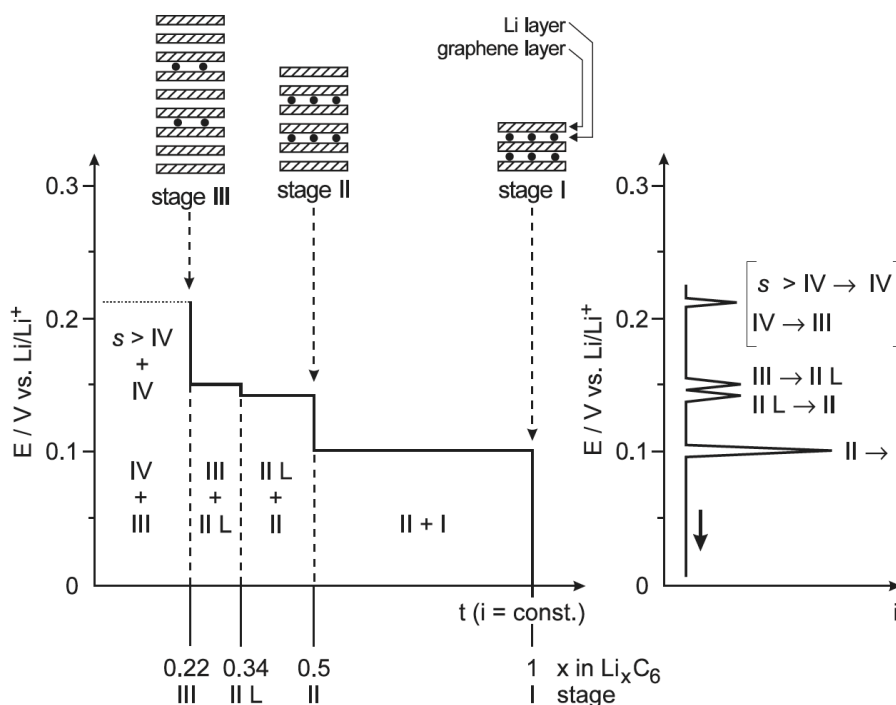 Li layer
graphene layer
stage III
stage II
stage I
E / V vs. Li/Li+
0.3
0.2
0.1
0
s > IV
+
IV
IV
+
III
III
+
II L
II L
+
II
II + I
t (i = const.)
0.22 0.34 0.5 1 x in LixC6
III II L II I stage
E / V vs. Li/Li+
0.3
0.2
0.1
0
s > IV → IV
IV → III
III → II L
II L → II
II →
i